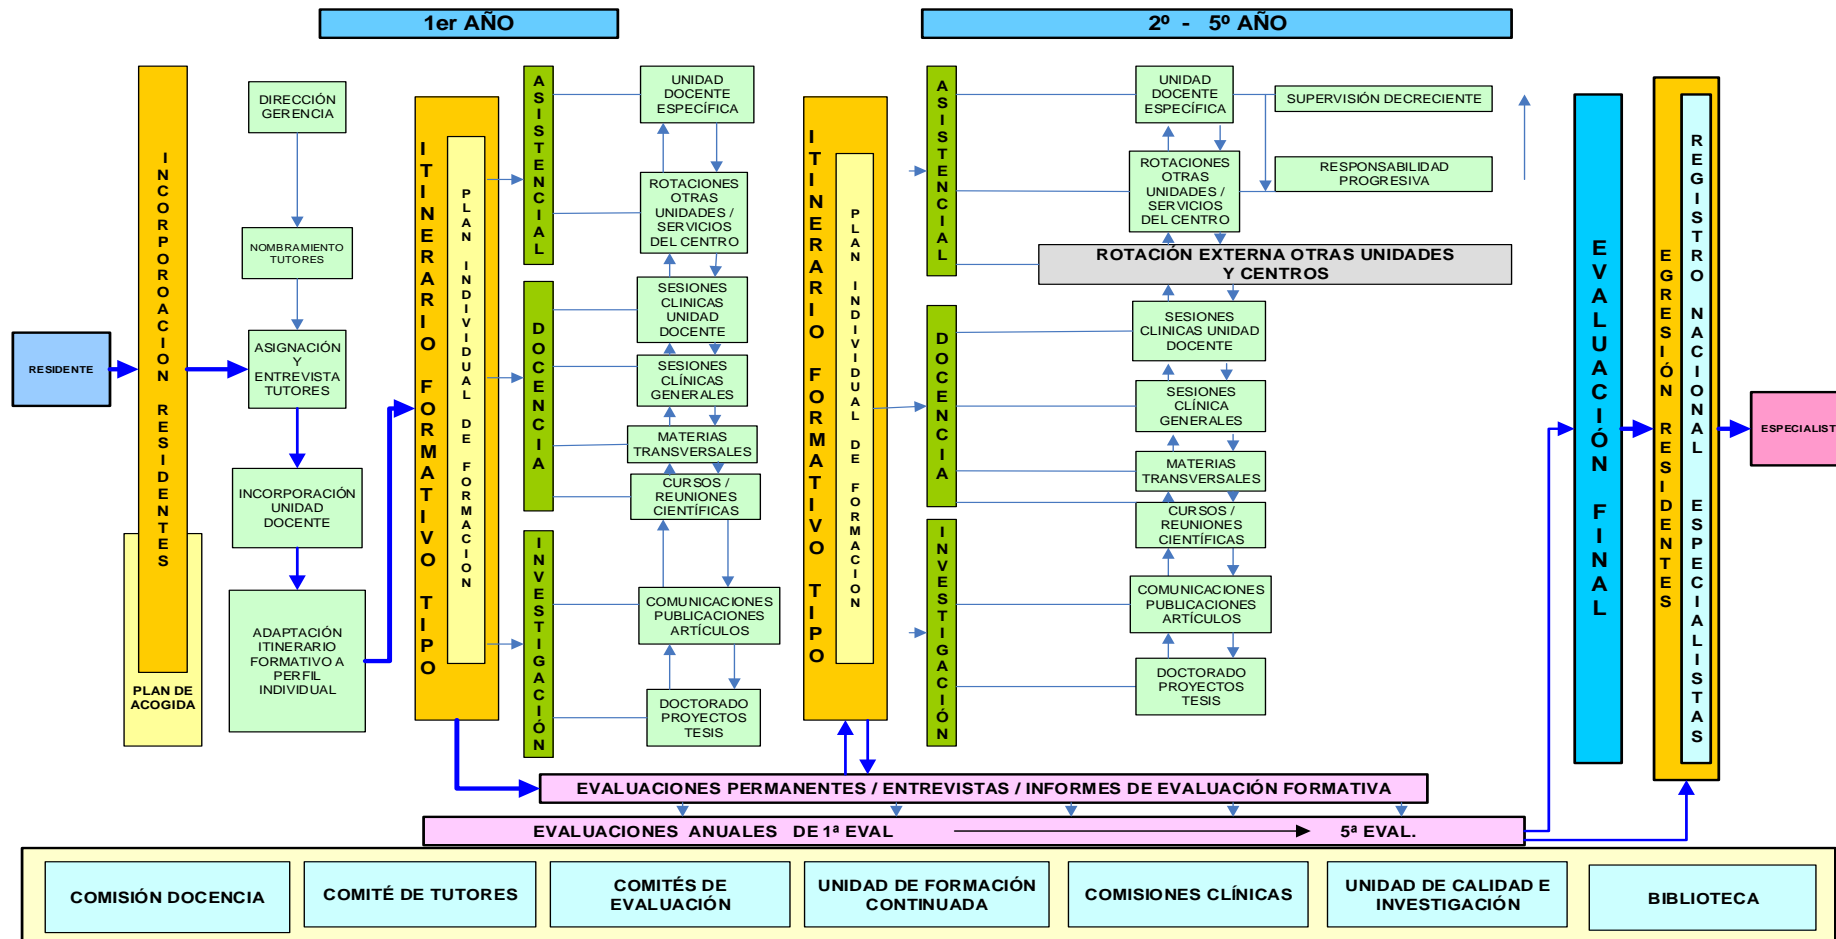 1er AÑO
2º - 5º AÑO
RESIDENTE
INCORPOROACION RESIDENTES
PLAN DE
ACOGIDA
DIRECCIÓN
GERENCIA
NOMBRAMIENTO
TUTORES
ASIGNACIÓN
Y
ENTREVISTA
TUTORES
INCORPORACIÓN
UNIDAD
DOCENTE
ADAPTACIÓN
ITINERARIO
FORMATIVO A
PERFIL
INDIVIDUAL
ITINERARIO FORMATIVO TIPO
PLAN INDIVIDUAL DE FORMACION
ASISTENCIAL
DOCENCIA
INVESTIGACIÓN
UNIDAD
DOCENTE
ESPECÍFICA
ROTACIONES
OTRAS
UNIDADES /
SERVICIOS
DEL CENTRO
SESIONES
CLINICAS
UNIDAD
DOCENTE
SESIONES
CLÍNICAS
GENERALES
MATERIAS
TRANSVERSALES
CURSOS /
REUNIONES
CIENTÍFICAS
COMUNICACIONES
PUBLICACIONES
ARTÍCULOS
DOCTORADO
PROYECTOS
TESIS
ITINERARIO FORMATIVO TIPO
PLAN INDIVIDUAL DE FORMACION
ASISTENCIAL
DOCENCIA
INVESTIGACIÓN
UNIDAD
DOCENTE
ESPECÍFICA
SUPERVISIÓN DECRECIENTE
ROTACIONES
OTRAS
UNIDADES /
SERVICIOS
DEL CENTRO
RESPONSABILIDAD
PROGRESIVA
ROTACIÓN EXTERNA OTRAS UNIDADES
Y CENTROS
SESIONES
CLINICAS UNIDAD
DOCENTE
SESIONES
CLÍNICA
GENERALES
MATERIAS
TRANSVERSALES
CURSOS /
REUNIONES
CIENTÍFICAS
COMUNICACIONES
PUBLICACIONES
ARTÍCULOS
DOCTORADO
PROYECTOS
TESIS
EVALUACIÓN FINAL
EGRESIÓN RESIDENTES
REGISTRO NACIONAL ESPECIALISTAS
ESPECIALIST
EVALUACIONES PERMANENTES / ENTREVISTAS / INFORMES DE EVALUACIÓN FORMATIVA
EVALUACIONES ANUALES DE 1ª EVAL 5ª EVAL.
COMISIÓN DOCENCIA
COMITÉ DE TUTORES
COMITÉS DE
EVALUACIÓN
UNIDAD DE FORMACIÓN
CONTINUADA
COMISIONES CLÍNICAS
UNIDAD DE CALIDAD E
INVESTIGACIÓN
BIBLIOTECA